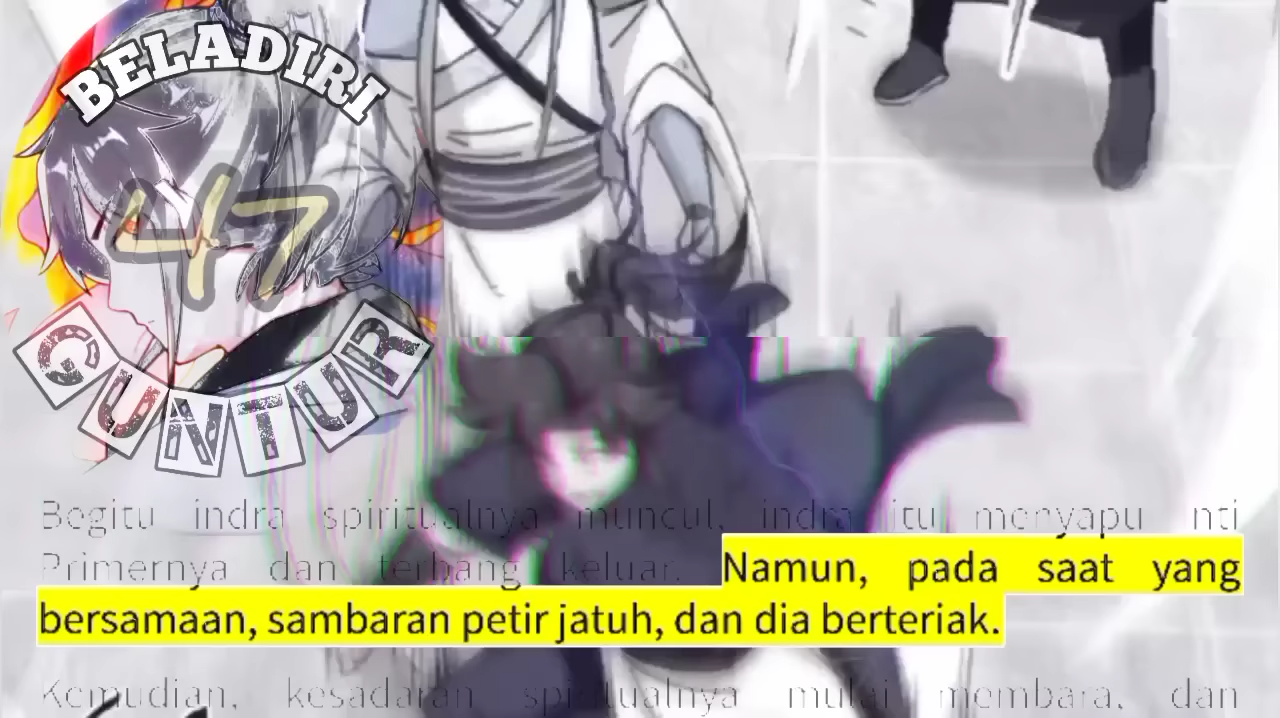 BELADIRI
47
GUNTUR
Begitu indra spiritualnya muncul, indra itu menyapu nti
Primernya dan terbang keluar. Namun, pada saat yang
bersamaan, sambaran petir jatuh, dan dia berteriak.
Kemudian, kesadaran spiritualnya mulai membara, dan